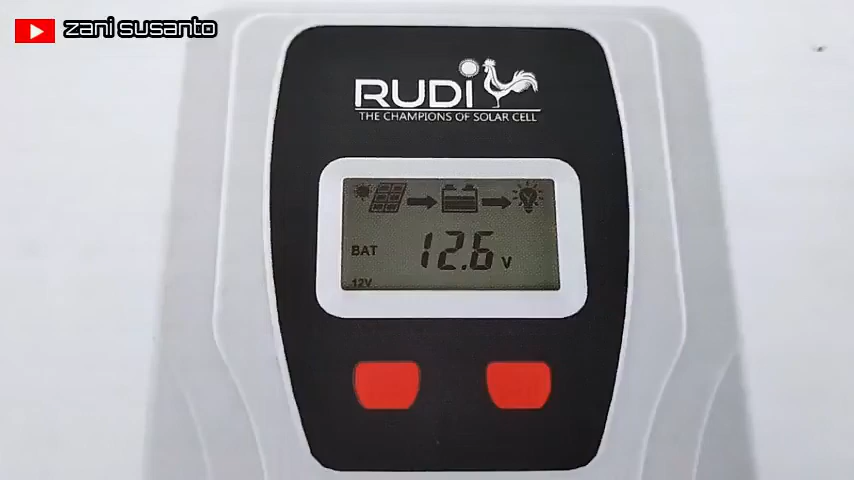 zani susanto
RUDI
THE CHAMPIONS OF SOLAR CELL
BAT 12.6 V
12V